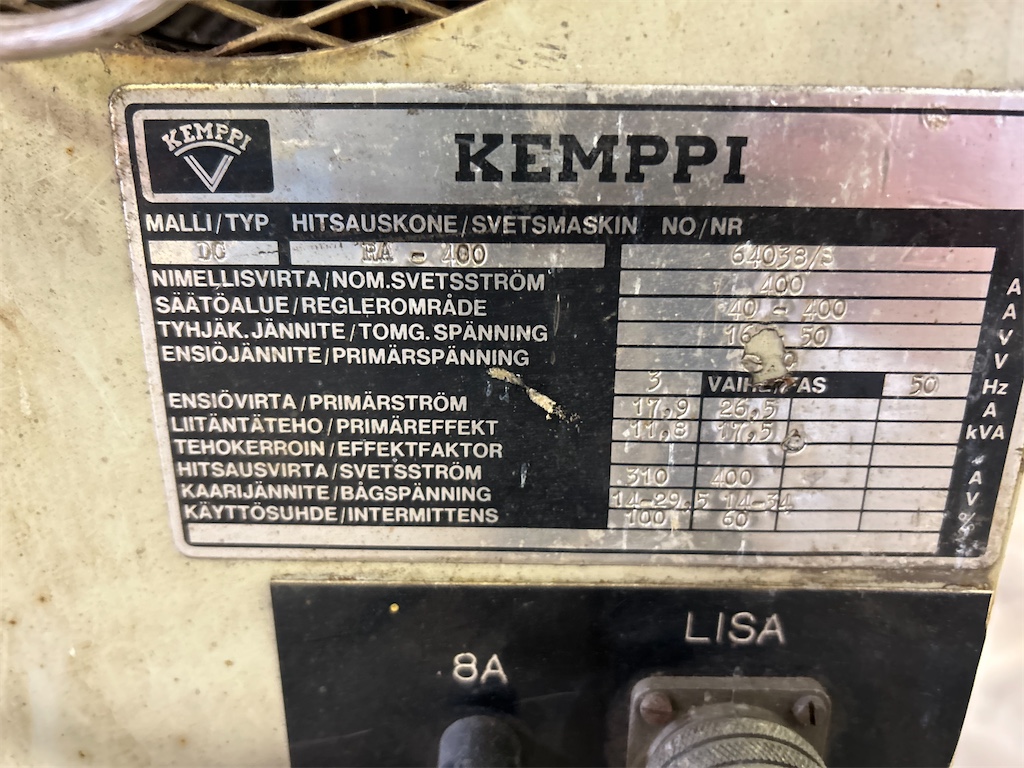 KEMPPI
KEMPPI
MALLI/TYP HITSAUSKONE/SVETSMASKIN NO/NR
DC RA - 400 64038/S
NIMELLISVIRTA/NOM.SVETSSTRÖM 400 A
SÄÄTÖALUE/REGLEROMRÅDE 40 - 400 A
TYHJÄK.JÄNNITE/TOMG.SPÄNNING 50 V
ENSIÖJÄNNITE/PRIMÄRSPÄNNING V
3 50 Hz
ENSIÖVIRTA/PRIMÄRSTRÖM 17,9 26,5 A
LIITÄNTÄTEHO/PRIMÄREFFEKT 11,8 17,5 kVA
TEHOKERROIN/EFFEKTFAKTOR
HITSAUSVIRTA/SVETSSTRÖM 310 400 A
KAARIJÄNNITE/BÅGSPÄNNING 14-29,5 14-34 V
KÄYTTÖSUHDE/INTERMITTENS 100 60 %
LISA
8A